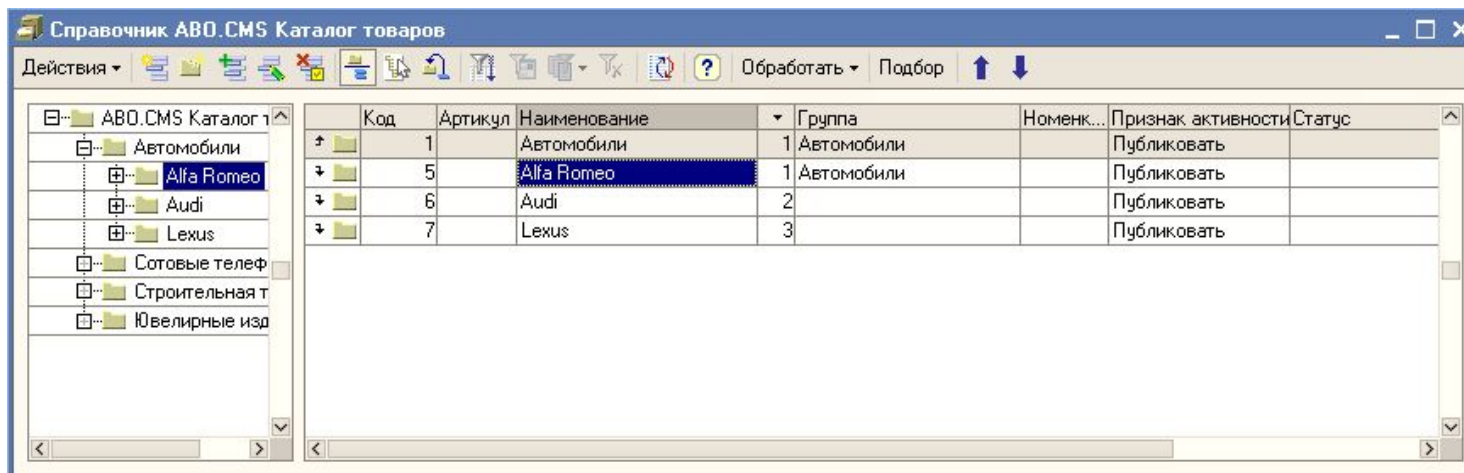 Справочник ABO.CMS Каталог товаров
Действия Обработать Подбор
ABO.CMS Каталог т
Автомобили
Alfa Romeo
Audi
Lexus
Сотовые телеф
Строительная т
Ювелирные изд
Код Артикул Наименование Группа Номенк... Признак активности Статус
1 Автомобили 1 Автомобили Публиковать
5 Alfa Romeo 1 Автомобили Публиковать
6 Audi 2 Публиковать
7 Lexus 3 Публиковать